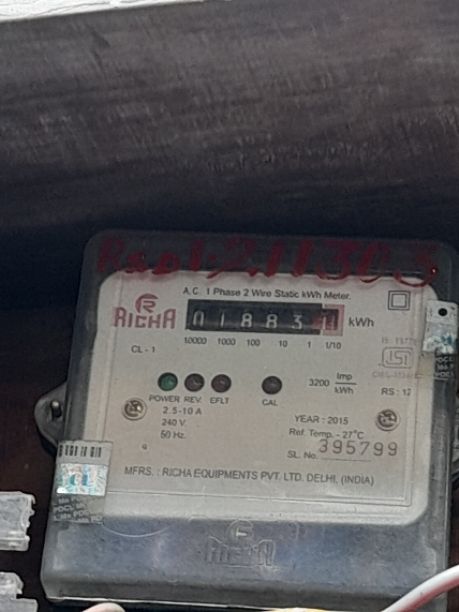 A.C. 1 Phase 2 Wire Static kWh Meter.
R
RICHA
01883
kWh
10000 1000 100 10 1 1/10
CL - 1
POWER REV. EFLT
CAL
3200 Imp/kWh
RS : 12
2.5-10 A
240 V.
50 Hz.
YEAR : 2015
Ref. Temp. - 27°C
SL. No. 395799
MFRS. : RICHA EQUIPMENTS PVT. LTD. DELHI, (INDIA)
RICHA